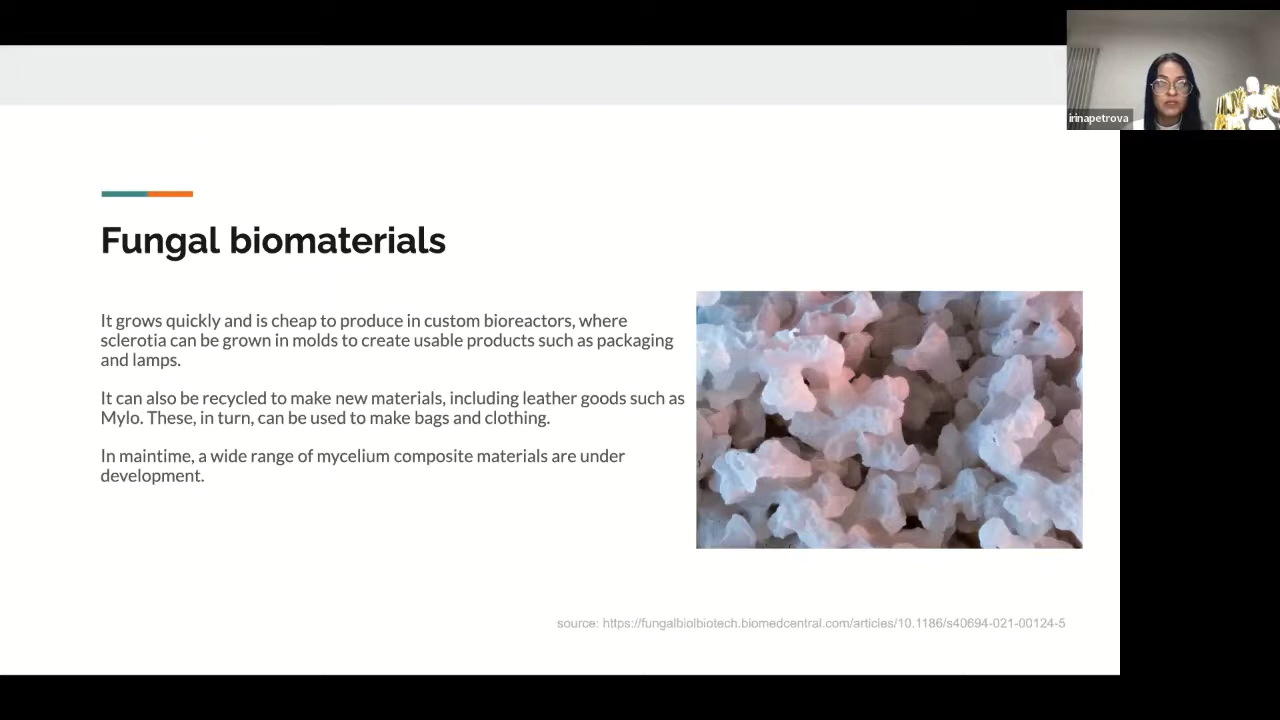 irinapetrova
Fungal biomaterials
It grows quickly and is cheap to produce in custom bioreactors, where
sclerotia can be grown in molds to create usable products such as packaging
and lamps.
It can also be recycled to make new materials, including leather goods such as
Mylo. These, in turn, can be used to make bags and clothing.
In maintime, a wide range of mycelium composite materials are under
development.
source: https://fungalbiolbiotech.biomedcentral.com/articles/10.1186/s40694-021-00124-5